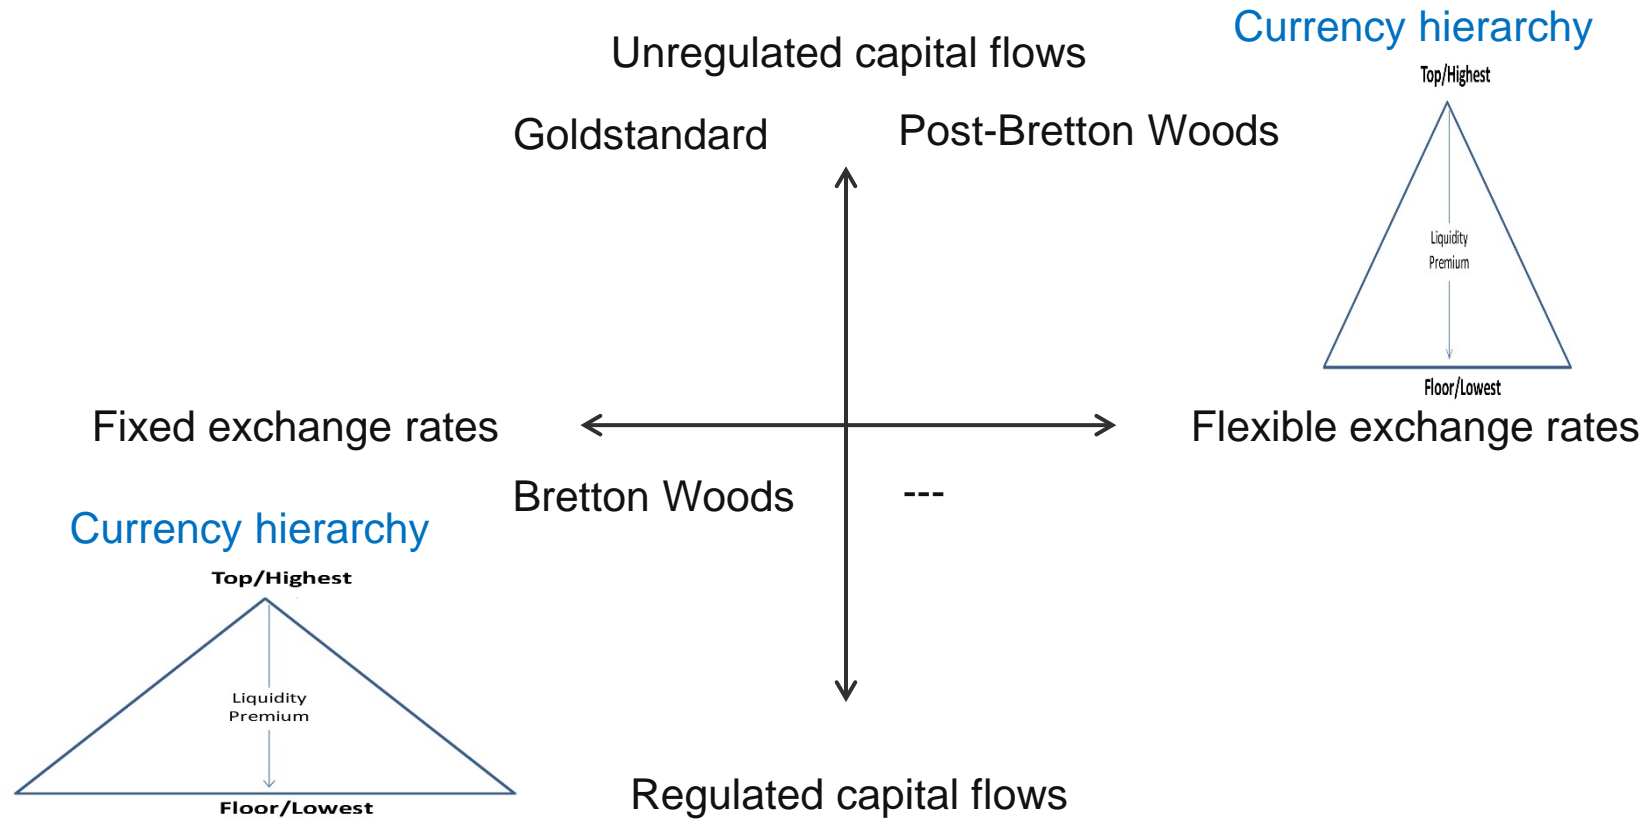 Currency hierarchy
Unregulated capital flows
Top/Highest
Goldstandard
Post-Bretton Woods
Liquidity
Premium
Floor/Lowest
Fixed exchange rates
Flexible exchange rates
Bretton Woods
---
Currency hierarchy
Top/Highest
Liquidity
Premium
Floor/Lowest
Regulated capital flows